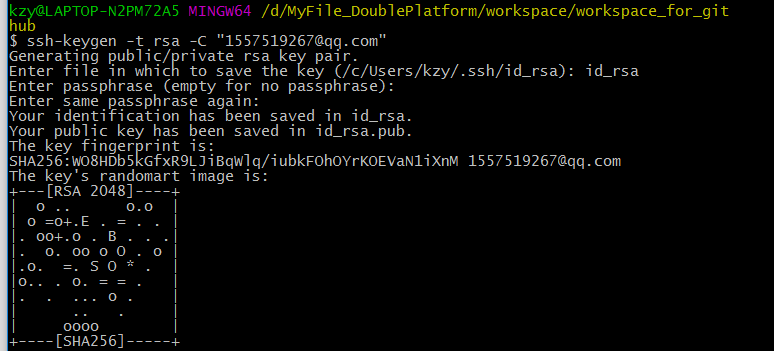 kzy@LAPTOP-N2PM72A5 MINGW64 /d/MyFile_DoublePlatform/workspace/workspace_for_git
hub
$ ssh-keygen -t rsa -C "1557519267@qq.com"
Generating public/private rsa key pair.
Enter file in which to save the key (/c/Users/kzy/.ssh/id_rsa): id_rsa
Enter passphrase (empty for no passphrase):
Enter same passphrase again:
Your identification has been saved in id_rsa.
Your public key has been saved in id_rsa.pub.
The key fingerprint is:
SHA256:WO8HDb5kGfxR9LJiBqWlq/iubkFOhOYrKOEVaN1iXnM 1557519267@qq.com
The key's randomart image is:
+---[RSA 2048]----+
|   o ..      o.o  |
| o =o+.E . = . . |
|. oo+.o . B . . .|
|.  o. oo o O . o |
|.o.  =. S O * .  |
|o.. . o. = = .   |
|.  .  ... o .    |
|       ..   .    |
|      oooo       |
+----[SHA256]-----+